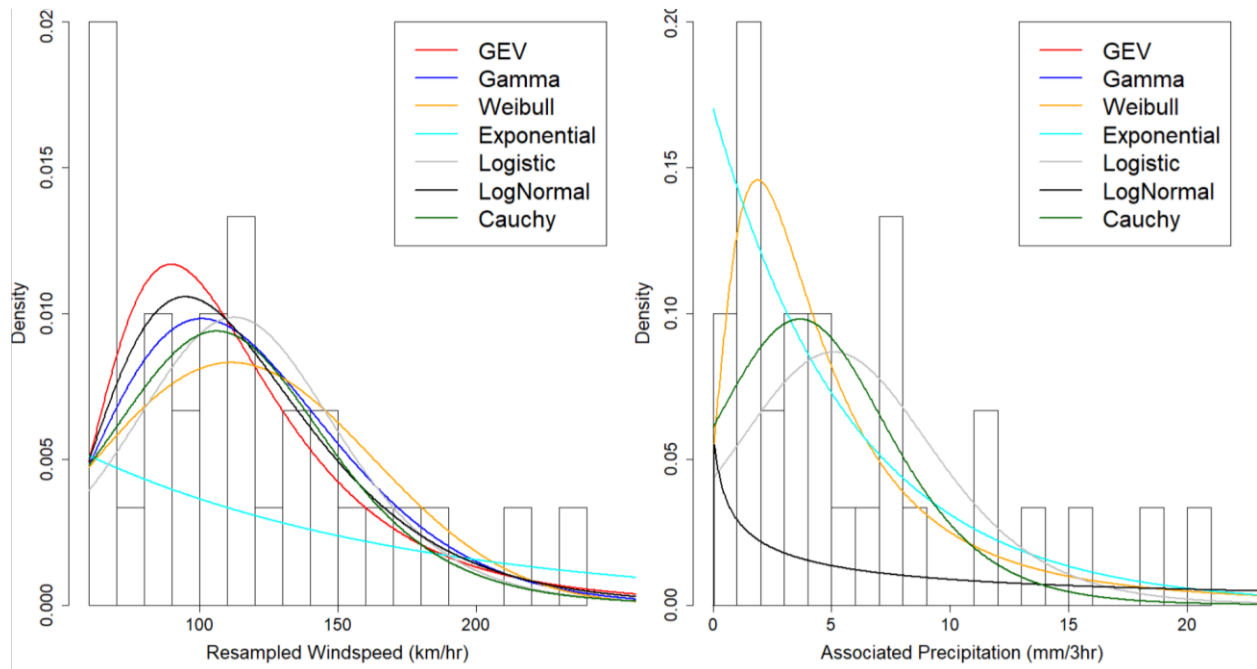 0.02
0.015
0.010
0.005
0.000
Density
GEV
Gamma
Weibull
Exponential
Logistic
LogNormal
Cauchy
100
150
200
Resampled Windspeed (km/hr)
0.20
0.15
0.10
0.05
0.00
Density
GEV
Gamma
Weibull
Exponential
Logistic
LogNormal
Cauchy
0
5
10
15
20
Associated Precipitation (mm/3hr)